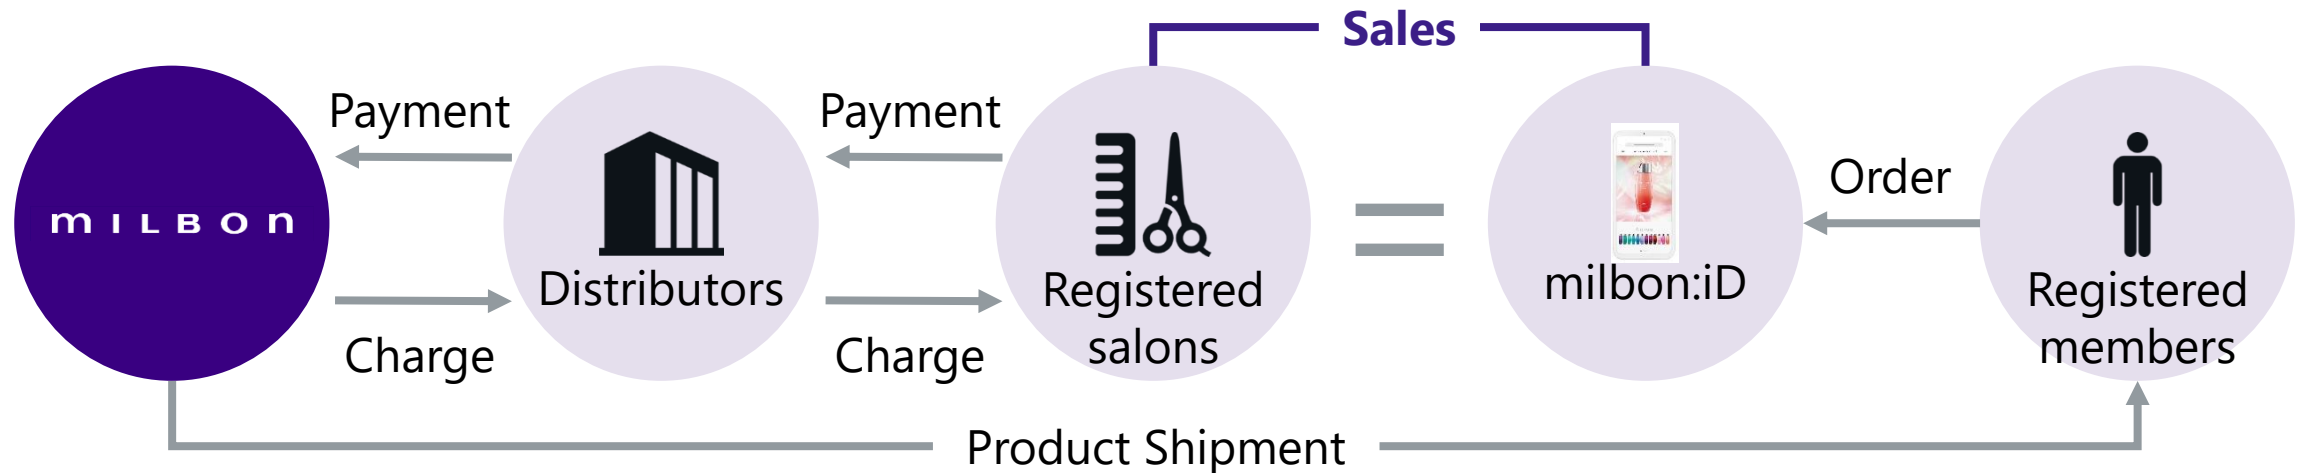 Sales
Payment
Payment
Order
MILBON
Distributors
Registered
salons
milbon:iD
Registered
members
Charge
Charge
Product Shipment